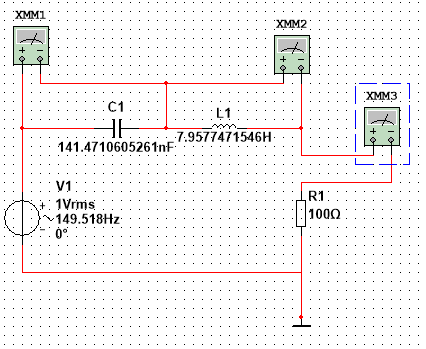 XMM1
XMM2
XMM3
C1
L1
141.4710605261nF
7.9577471546H
V1
1Vrms
149.518Hz
0°
R1
100Ω